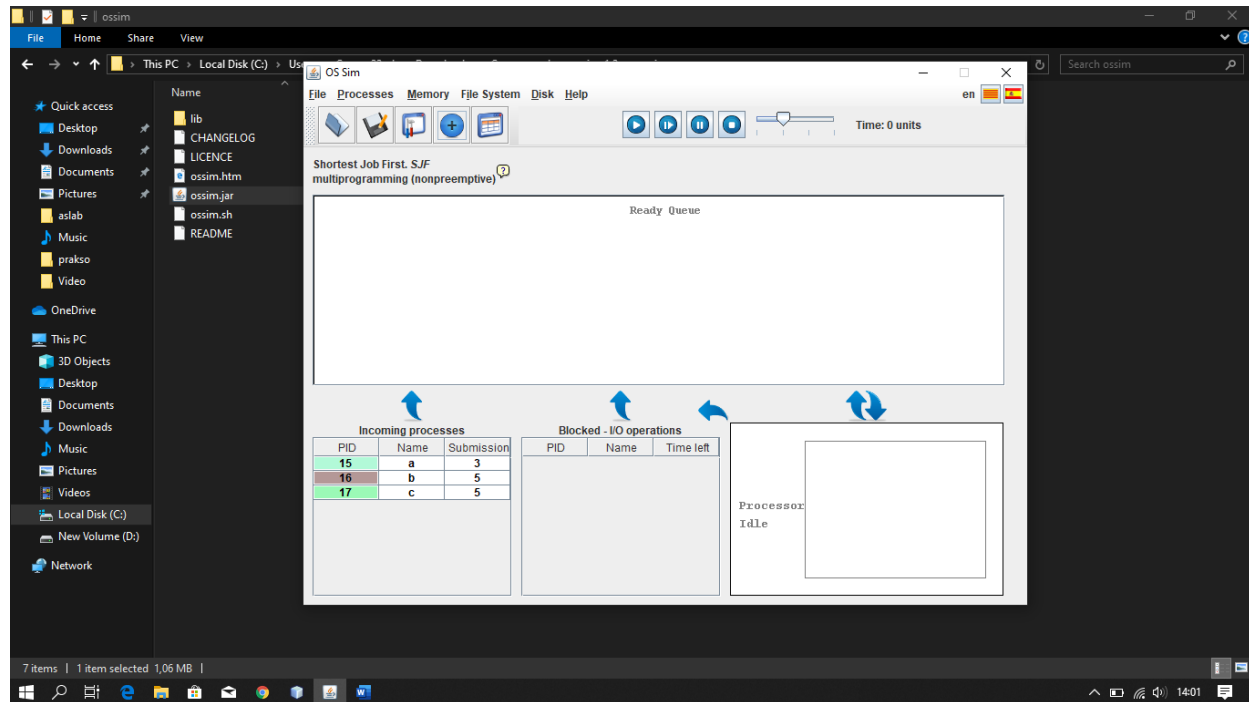 ossim
File Home Share View
This PC > Local Disk (C:) > Us
Search ossim
Quick access
Desktop
Downloads
Documents
Pictures
aslab
Music
prakso
Video
OneDrive
This PC
3D Objects
Desktop
Documents
Downloads
Music
Pictures
Videos
Local Disk (C:)
New Volume (D:)
Network
Name
lib
CHANGELOG
LICENCE
ossim.htm
ossim.jar
ossim.sh
README
OS Sim
File Processes Memory File System Disk Help en
Time: 0 units
Shortest Job First. SJF
multiprogramming (nonpreemptive) ?
Ready Queue
Incoming processes
PID Name Submission
15 a 3
16 b 5
17 c 5
Blocked - I/O operations
PID Name Time left
Processor
Idle
7 items | 1 item selected 1,06 MB |
14:01